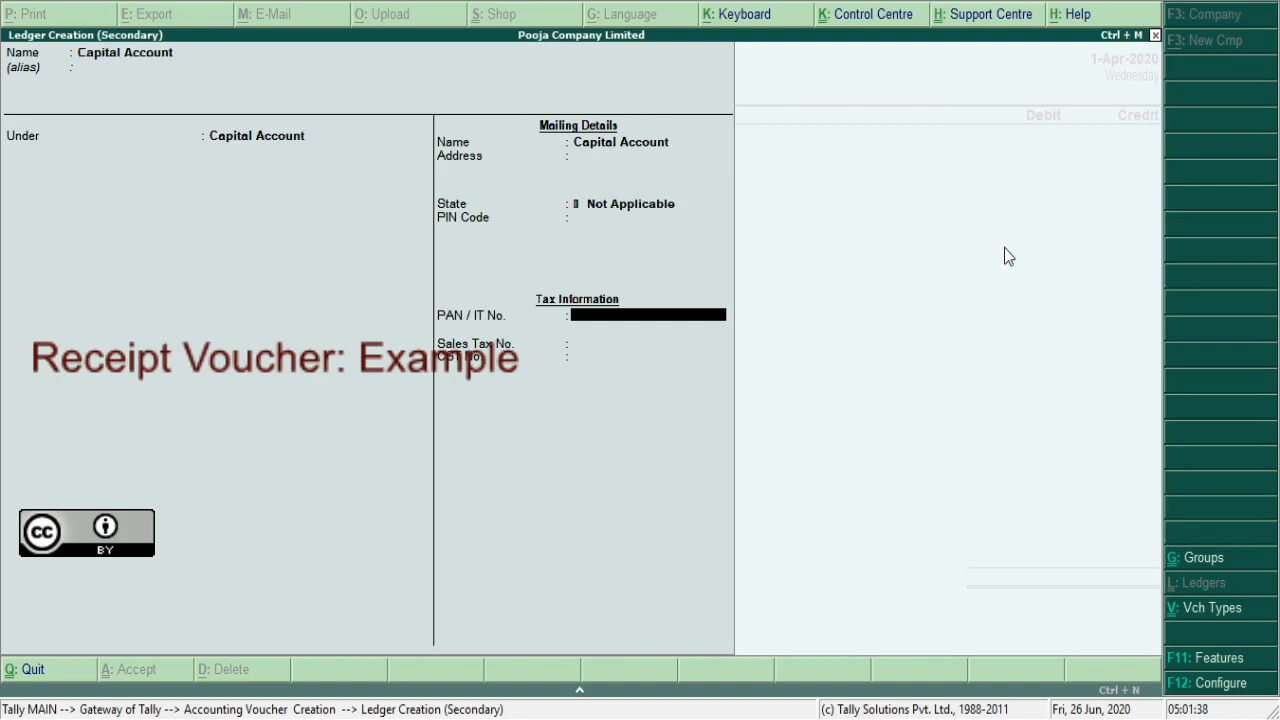 P: Print E: Export M: E-Mail O: Upload S: Shop G: Language K: Keyboard K: Control Centre H: Support Centre H: Help
F3: Company
F3: New Cmp
Ledger Creation (Secondary) Pooja Company Limited Ctrl + M x
Name : Capital Account
(alias) :
1-Apr-2020
Wednesday
Debit Credit
Under : Capital Account
Mailing Details
Name : Capital Account
Address :
State : Not Applicable
PIN Code :
Tax Information
PAN / IT No. :
Sales Tax No. :
CST No. :
Receipt Voucher: Example
CC
BY
G: Groups
L: Ledgers
V: Vch Types
F11: Features
F12: Configure
Q: Quit A: Accept D: Delete
Ctrl + N
Tally MAIN --> Gateway of Tally --> Accounting Voucher Creation --> Ledger Creation (Secondary) (c) Tally Solutions Pvt. Ltd., 1988-2011 Fri, 26 Jun, 2020 05:01:38